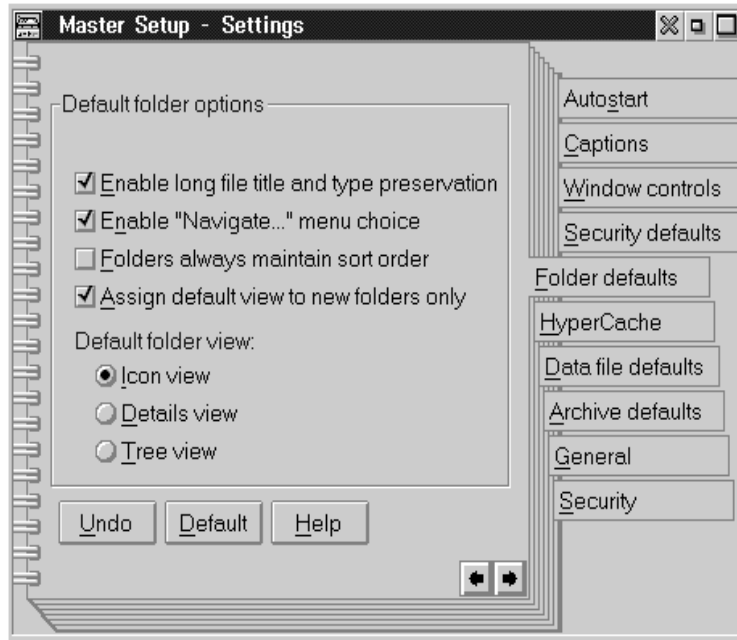 Master Setup - Settings
Default folder options
Enable long file title and type preservation
Enable "Navigate..." menu choice
Folders always maintain sort order
Assign default view to new folders only
Default folder view:
Icon view
Details view
Tree view
Undo
Default
Help
Autostart
Captions
Window controls
Security defaults
Folder defaults
HyperCache
Data file defaults
Archive defaults
General
Security